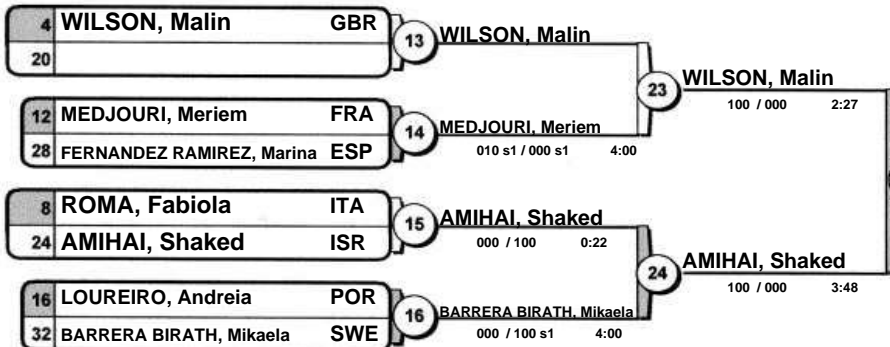 4 WILSON, Malin GBR
20
13
WILSON, Malin
12 MEDJOURI, Meriem FRA
28 FERNANDEZ RAMIREZ, Marina ESP
14
MEDJOURI, Meriem
010 s1 / 000 s1 4:00
23
WILSON, Malin
100 / 000 2:27
8 ROMA, Fabiola ITA
24 AMIHAI, Shaked ISR
15
AMIHAI, Shaked
000 / 100 0:22
16 LOUREIRO, Andreia POR
32 BARRERA BIRATH, Mikaela SWE
16
BARRERA BIRATH, Mikaela
000 / 100 s1 4:00
24
AMIHAI, Shaked
100 / 000 3:48